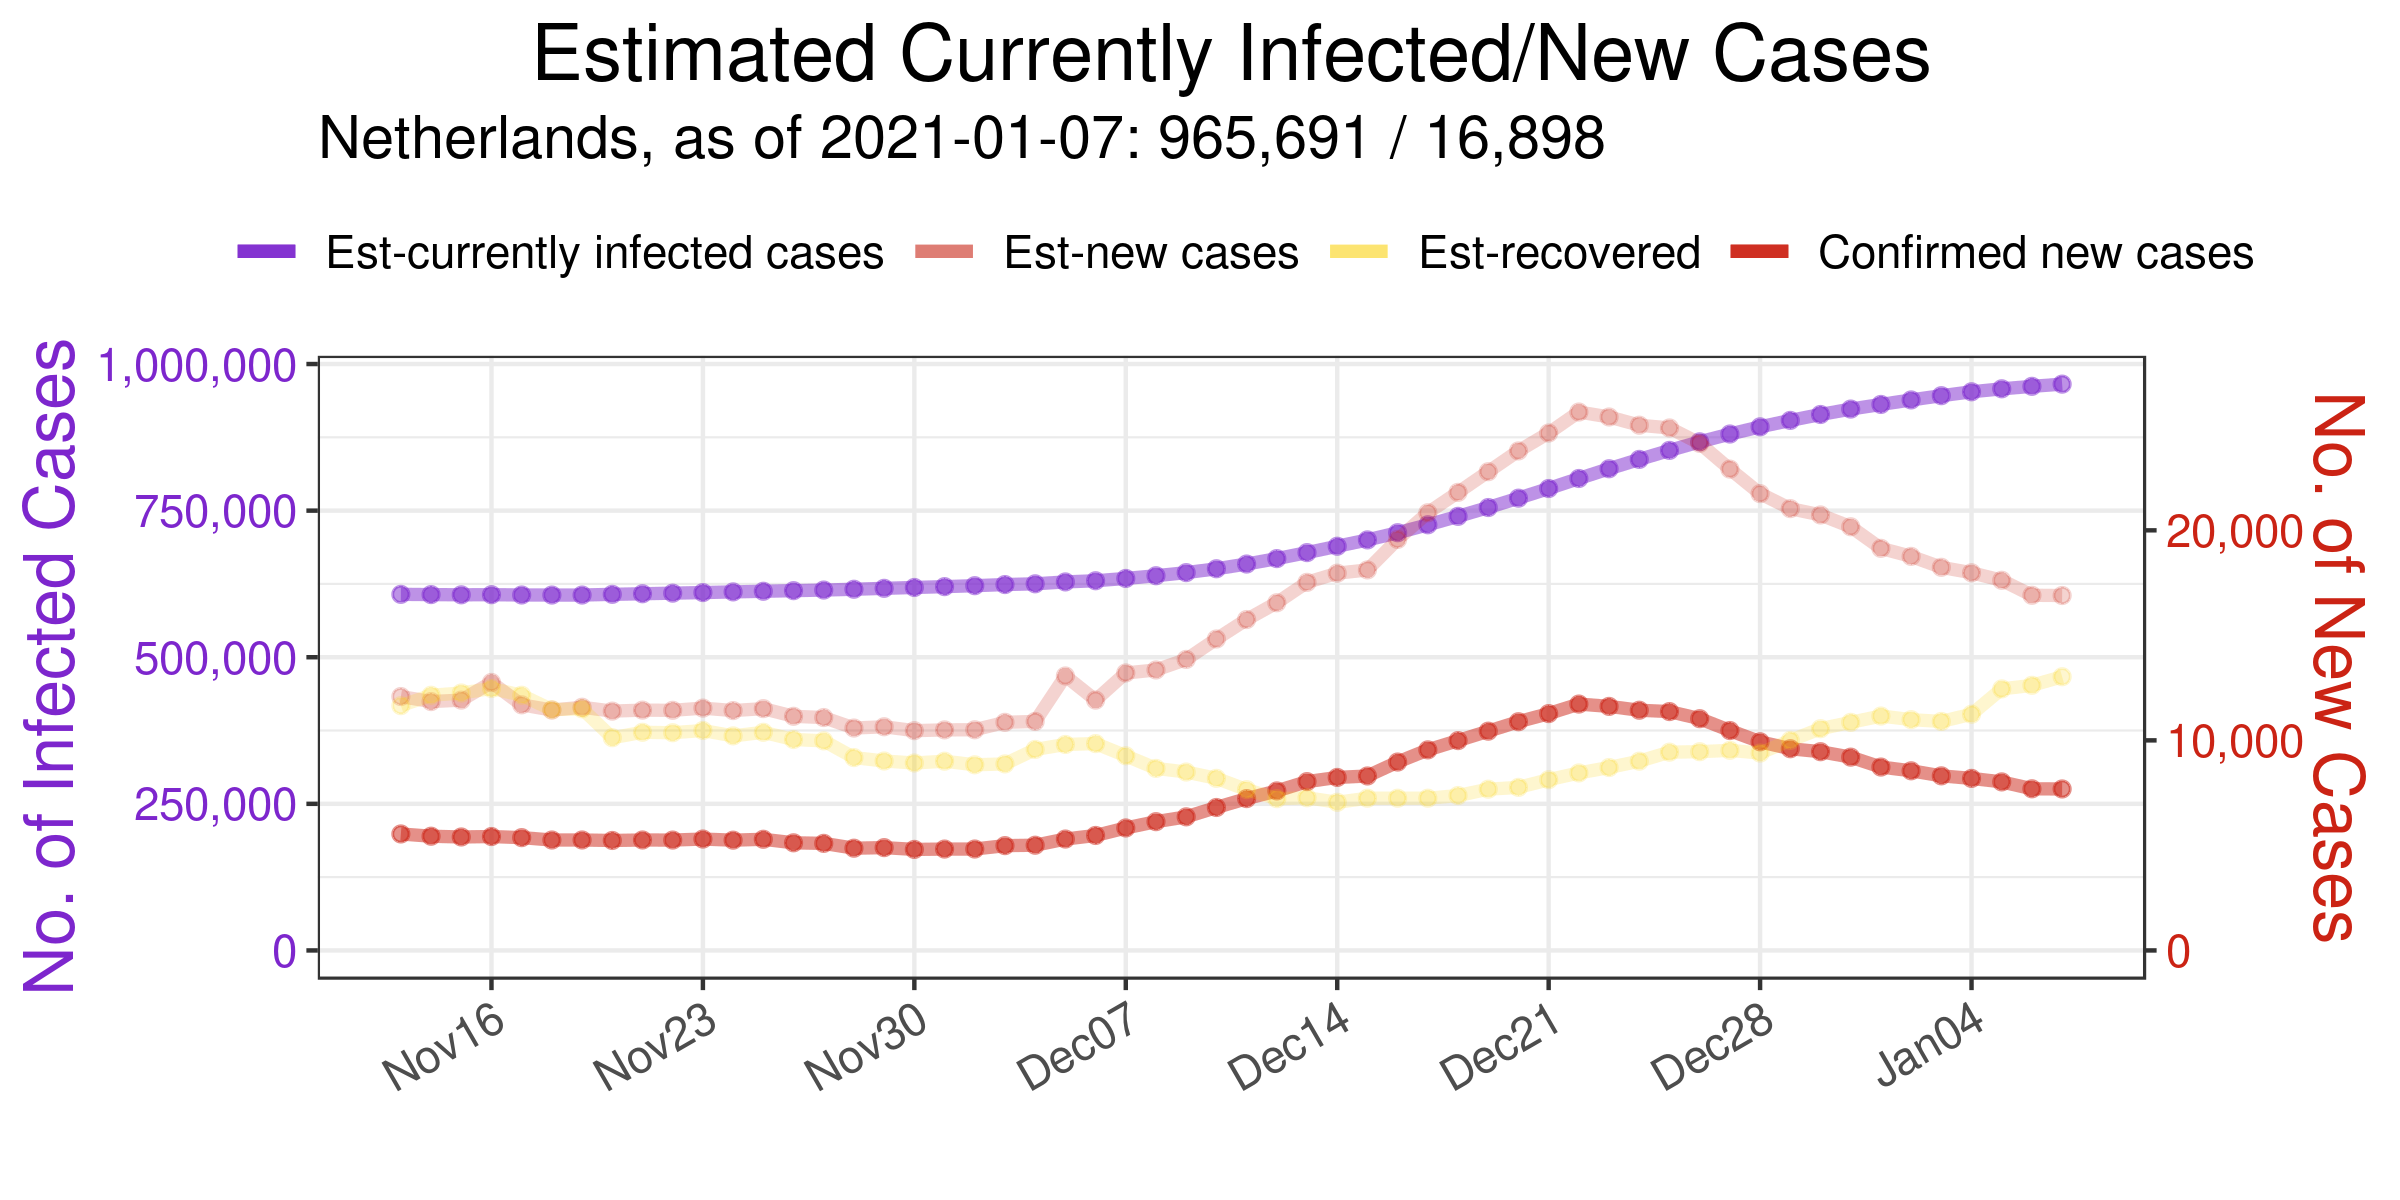 Estimated Currently Infected/New Cases
Netherlands, as of 2021-01-07: 965,691 / 16,898
Est-currently infected cases Est-new cases Est-recovered Confirmed new cases
No. of Infected Cases
1,000,000
750,000
500,000
250,000
0
20,000
10,000
0
No. of New Cases
Nov16 Nov23 Nov30 Dec07 Dec14 Dec21 Dec28 Jan04